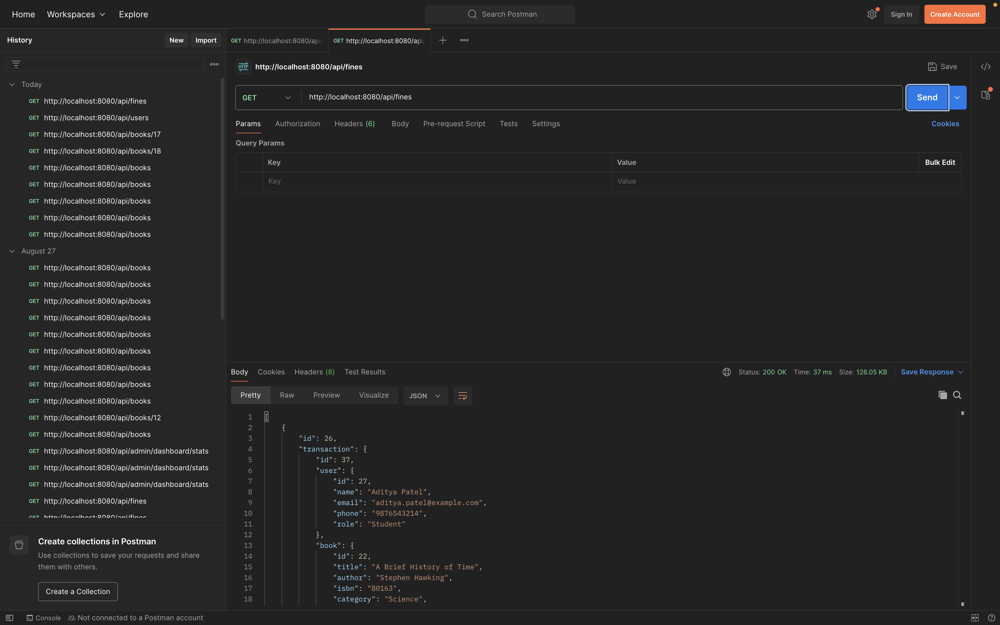 Home Workspaces Explore Search Postman Sign In Create Account
History New Import
GET http://localhost:8080/api/ GET http://localhost:8080/api/
HTTP http://localhost:8080/api/fines Save
GET http://localhost:8080/api/fines Send
Params Authorization Headers (6) Body Pre-request Script Tests Settings Cookies
Query Params
Key Value Bulk Edit
Key Value
Today
GET http://localhost:8080/api/fines
GET http://localhost:8080/api/users
GET http://localhost:8080/api/books/17
GET http://localhost:8080/api/books/18
GET http://localhost:8080/api/books
GET http://localhost:8080/api/books
GET http://localhost:8080/api/books
GET http://localhost:8080/api/books
GET http://localhost:8080/api/books
August 27
GET http://localhost:8080/api/books
GET http://localhost:8080/api/books
GET http://localhost:8080/api/books
GET http://localhost:8080/api/books
GET http://localhost:8080/api/books
GET http://localhost:8080/api/books
GET http://localhost:8080/api/books
GET http://localhost:8080/api/books
GET http://localhost:8080/api/books
GET http://localhost:8080/api/books/12
GET http://localhost:8080/api/books
GET http://localhost:8080/api/admin/dashboard/stats
GET http://localhost:8080/api/admin/dashboard/stats
GET http://localhost:8080/api/admin/dashboard/stats
GET http://localhost:8080/api/fines
GET http://localhost:8080/api/fines
Create collections in Postman
Use collections to save your requests and share
them with others.
Create a Collection
Body Cookies Headers (8) Test Results Status: 200 OK Time: 37 ms Size: 126.05 KB Save Response
Pretty Raw Preview Visualize JSON
1 [
2 {
3 "id": 26,
4 "transaction": {
5 "id": 37,
6 "user": {
7 "id": 27,
8 "name": "Aditya Patel",
9 "email": "aditya.patel@example.com",
10 "phone": "9876543214",
11 "role": "Student"
12 },
13 "book": {
14 "id": 22,
15 "title": "A Brief History of Time",
16 "author": "Stephen Hawking",
17 "isbn": "80163",
18 "category": "Science",
Console Not connected to a Postman account